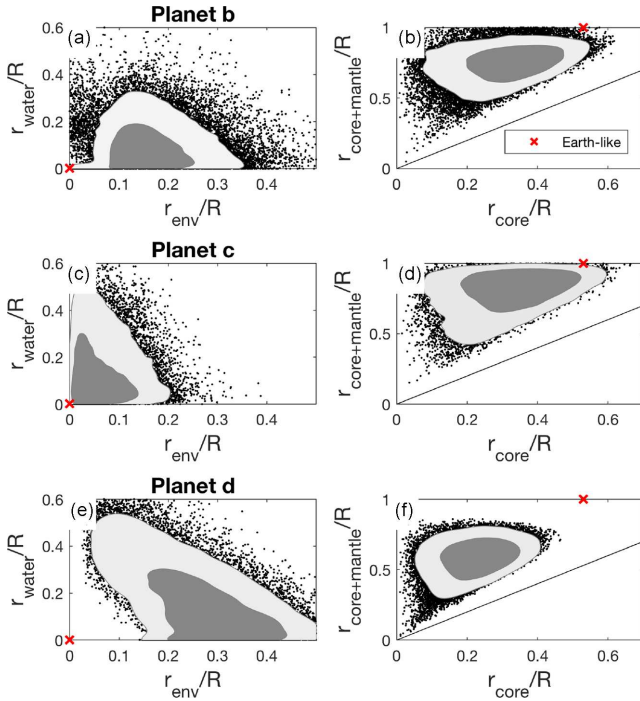 Planet b
(a)
r_water/R
0.6
0.4
0.2
0
0 0.1 0.2 0.3 0.4
r_env/R
(b)
r_core+mantle/R
1
0.5
0
0 0.2 0.4 0.6
r_core/R
Earth-like
Planet c
(c)
r_water/R
0.6
0.4
0.2
0
0 0.1 0.2 0.3 0.4
r_env/R
(d)
r_core+mantle/R
1
0.5
0
0 0.2 0.4 0.6
r_core/R
Planet d
(e)
r_water/R
0.6
0.4
0.2
0
0 0.1 0.2 0.3 0.4
r_env/R
(f)
r_core+mantle/R
1
0.5
0
0 0.2 0.4 0.6
r_core/R